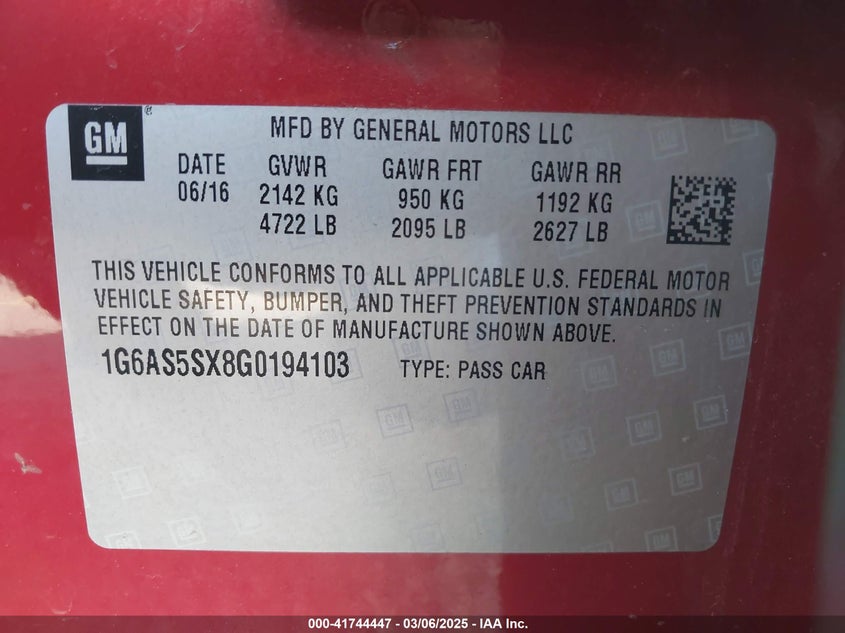 GM ®
MFD BY GENERAL MOTORS LLC
DATE GVWR GAWR FRT GAWR RR
06/16 2142 KG 950 KG 1192 KG
4722 LB 2095 LB 2627 LB
THIS VEHICLE CONFORMS TO ALL APPLICABLE U.S. FEDERAL MOTOR
VEHICLE SAFETY, BUMPER, AND THEFT PREVENTION STANDARDS IN
EFFECT ON THE DATE OF MANUFACTURE SHOWN ABOVE.
1G6AS5SX8G0194103 TYPE: PASS CAR
000-41744447 - 03/06/2025 - IAA Inc.